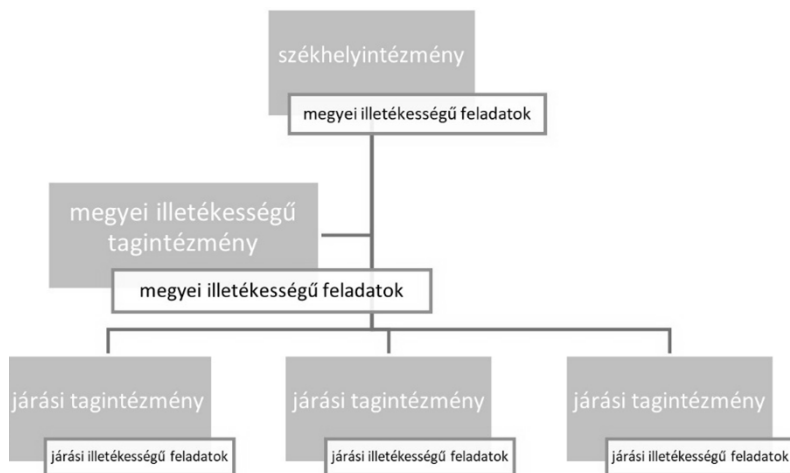 székhelyintézmény
megyei illetékességű feladatok
megyei illetékességű
tagintézmény
megyei illetékességű feladatok
járási tagintézmény
járási illetékességű feladatok
járási tagintézmény
járási illetékességű feladatok
járási tagintézmény
járási illetékességű feladatok